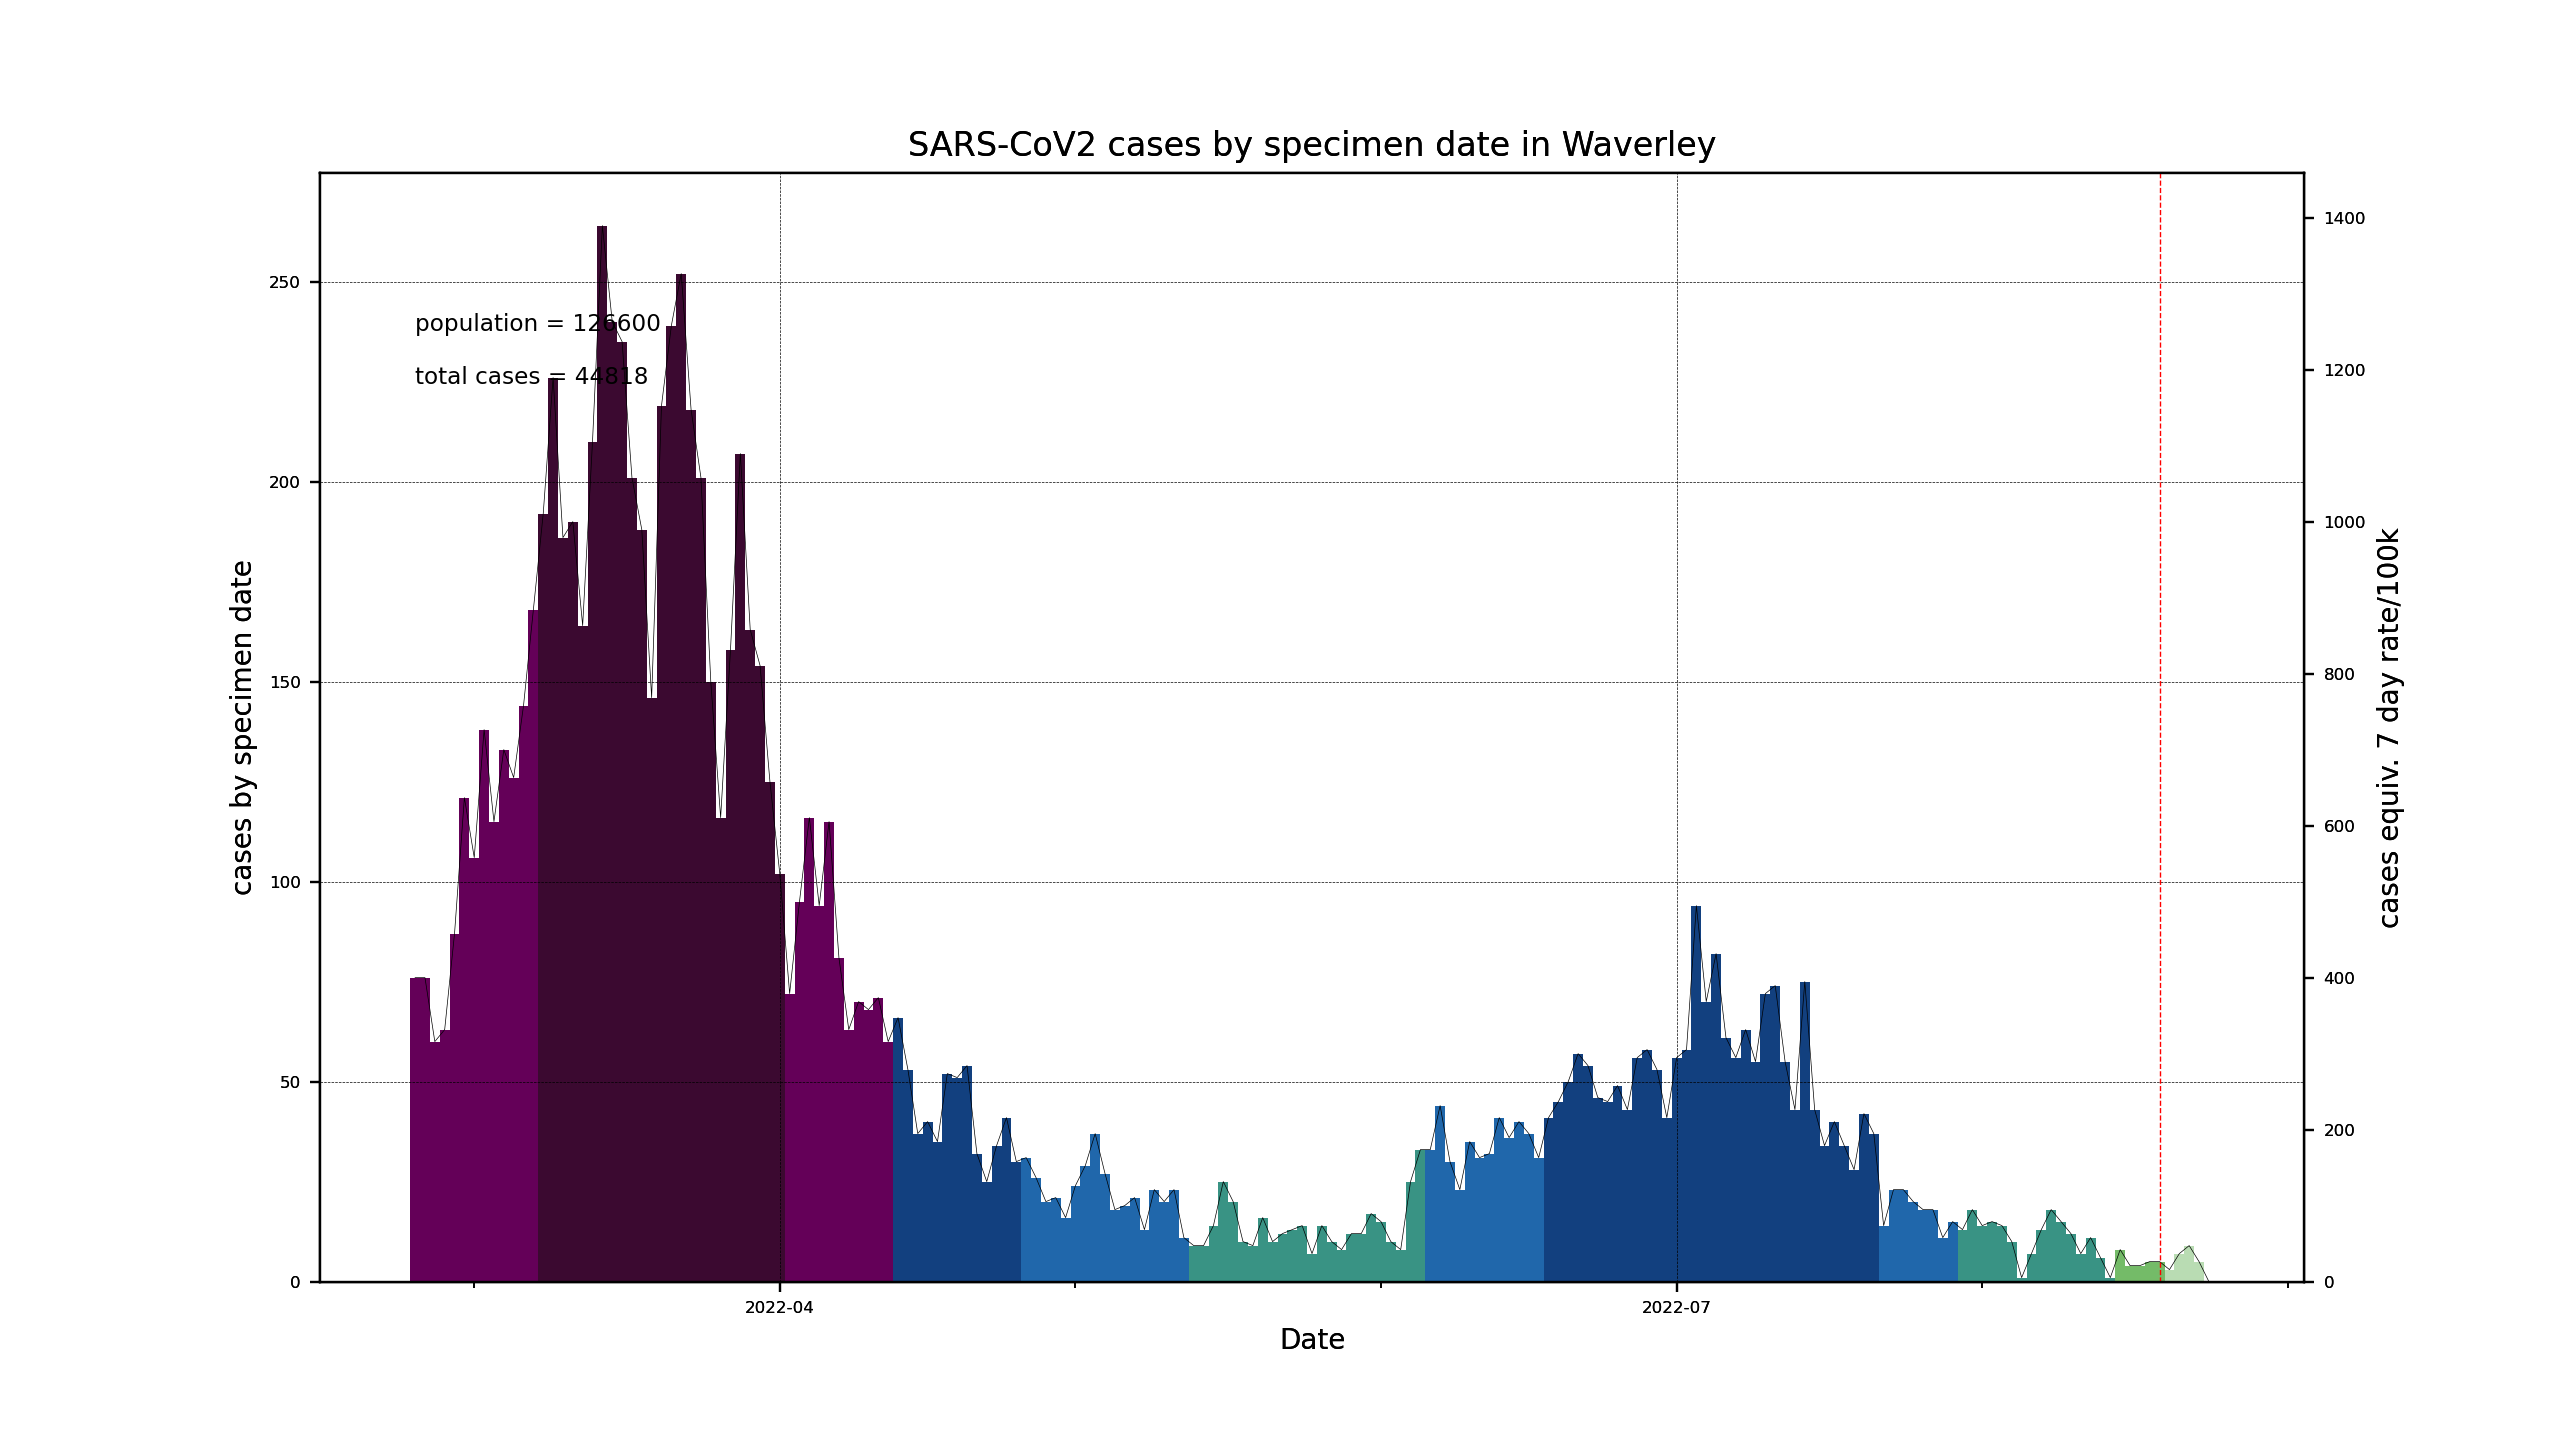 SARS-CoV2 cases by specimen date in Waverley
population = 126600
total cases = 44818
cases by specimen date
250
200
150
100
50
0
1400
1200
1000
800
600
400
200
0
cases equiv. 7 day rate/100k
2022-04
2022-07
Date